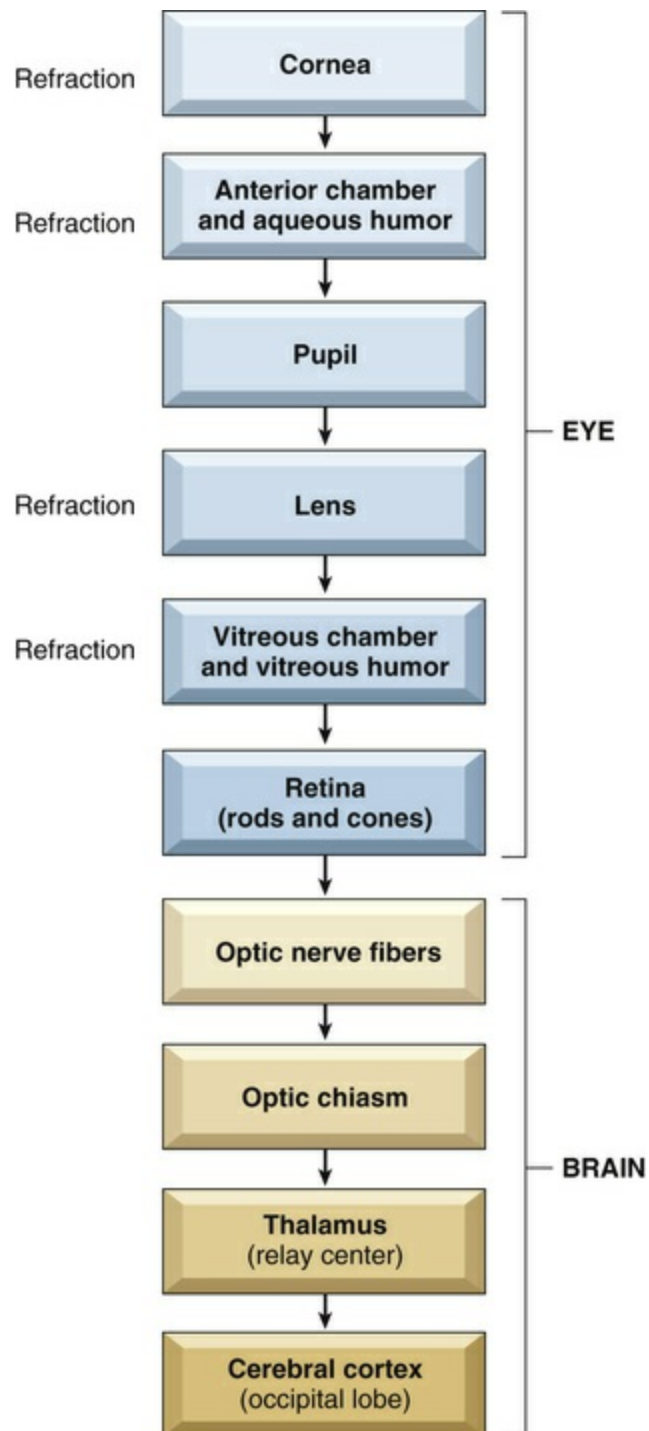 Refraction
Cornea
Refraction
Anterior chamber
and aqueous humor
Pupil
EYE
Refraction
Lens
Refraction
Vitreous chamber
and vitreous humor
Retina
(rods and cones)
Optic nerve fibers
Optic chiasm
BRAIN
Thalamus
(relay center)
Cerebral cortex
(occipital lobe)